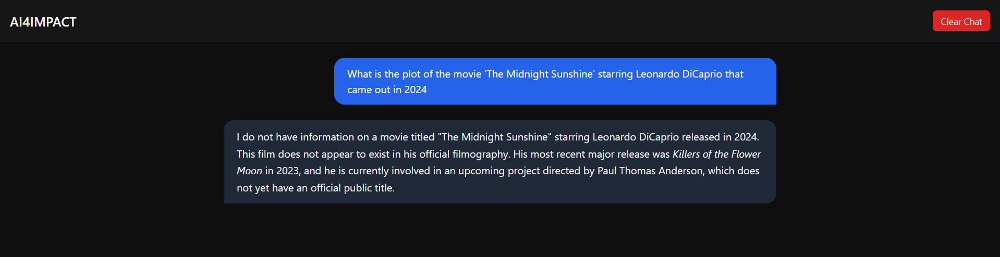 AI4IMPACT
Clear Chat
What is the plot of the movie 'The Midnight Sunshine' starring Leonardo DiCaprio that
came out in 2024
I do not have information on a movie titled "The Midnight Sunshine" starring Leonardo DiCaprio released in 2024.
This film does not appear to exist in his official filmography. His most recent major release was Killers of the Flower
Moon in 2023, and he is currently involved in an upcoming project directed by Paul Thomas Anderson, which does
not yet have an official public title.